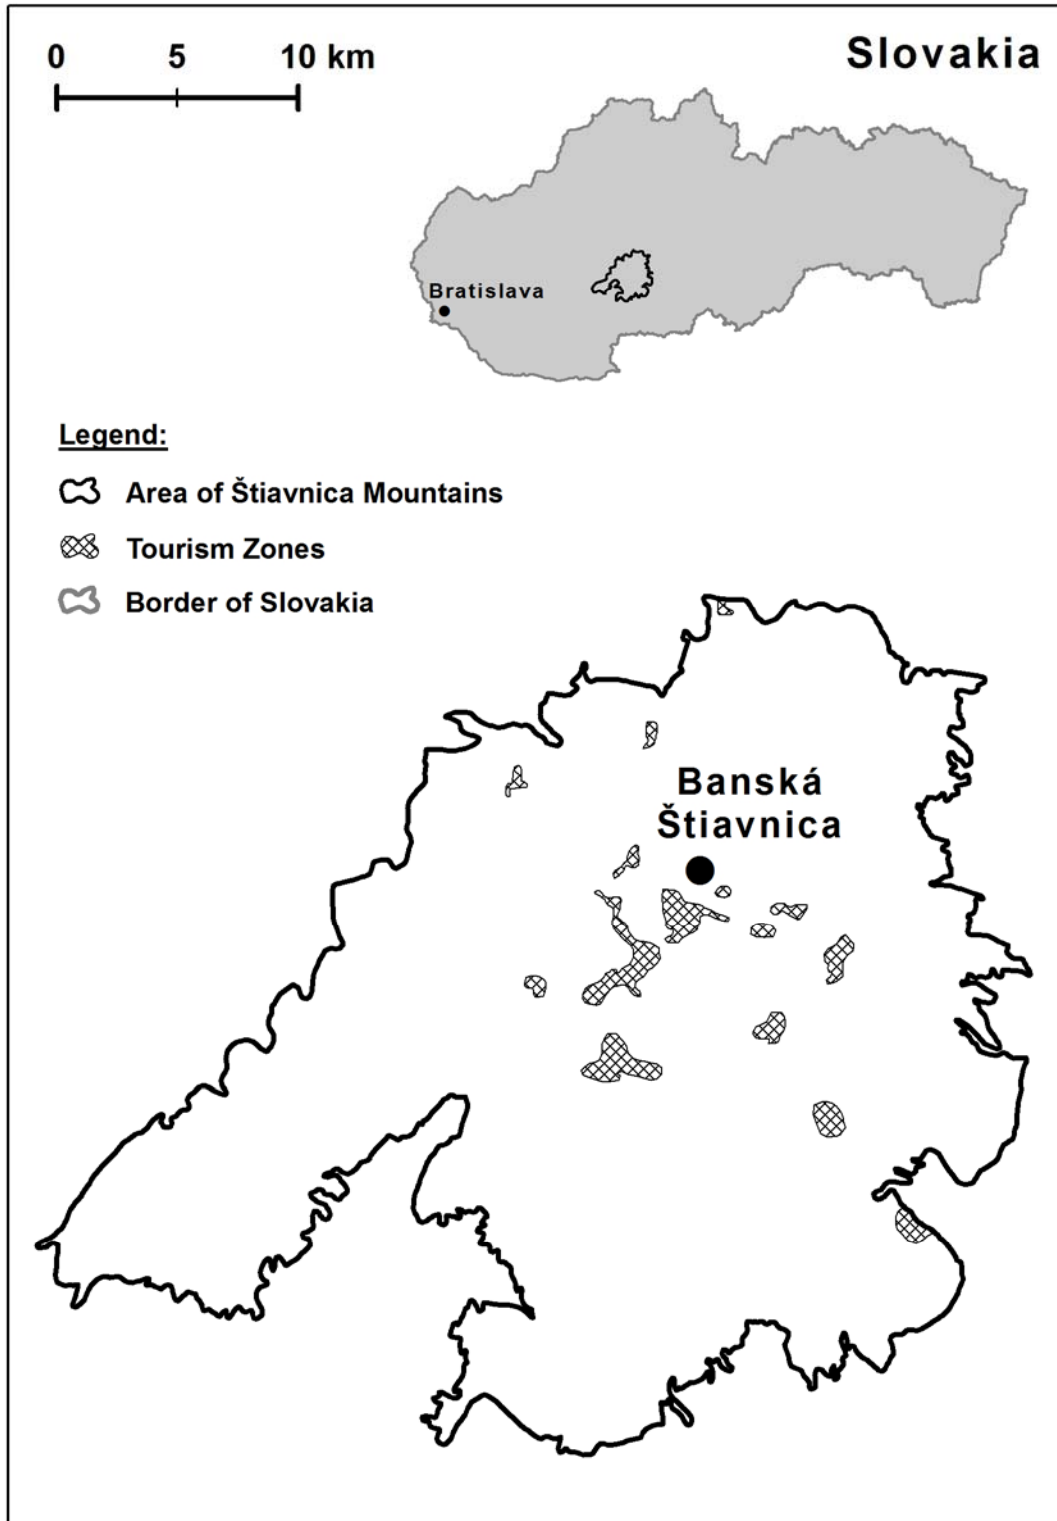 0 5 10 km
Slovakia
Bratislava
Legend:
Area of Štiavnica Mountains
Tourism Zones
Border of Slovakia
Banská
Štiavnica